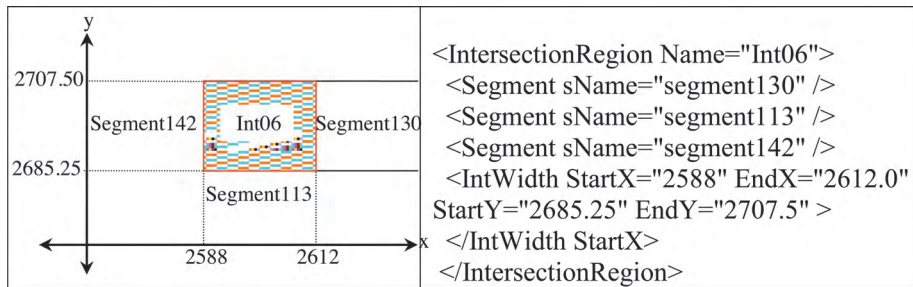 y
2707.50
Segment142
Int06
Segment130
2685.25
Segment113
x
2588
2612
<IntersectionRegion Name="Int06">
<Segment sName="segment130" />
<Segment sName="segment113" />
<Segment sName="segment142" />
<IntWidth StartX="2588" EndX="2612.0"
StartY="2685.25" EndY="2707.5" >
</IntWidth StartX>
</IntersectionRegion>